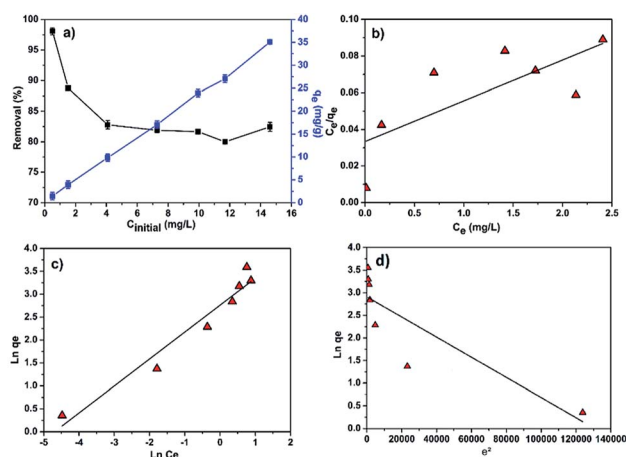 a)
Removal (%)
100
95
90
85
80
75
70
40
35
30
25
20
15
10
5
0
qe (mg/g)
0 2 4 6 8 10 12 14 16
Cinitial (mg/L)
b)
Ce/qe
0.10
0.08
0.06
0.04
0.02
0.00
0.0 0.5 1.0 1.5 2.0 2.5
Ce (mg/L)
c)
Ln qe
4.0
3.5
3.0
2.5
2.0
1.5
1.0
0.5
0.0
-5 -4 -3 -2 -1 0 1 2
Ln Ce
d)
Ln qe
4.0
3.5
3.0
2.5
2.0
1.5
1.0
0.5
0.0
0 20000 40000 60000 80000 100000 120000 140000
e²